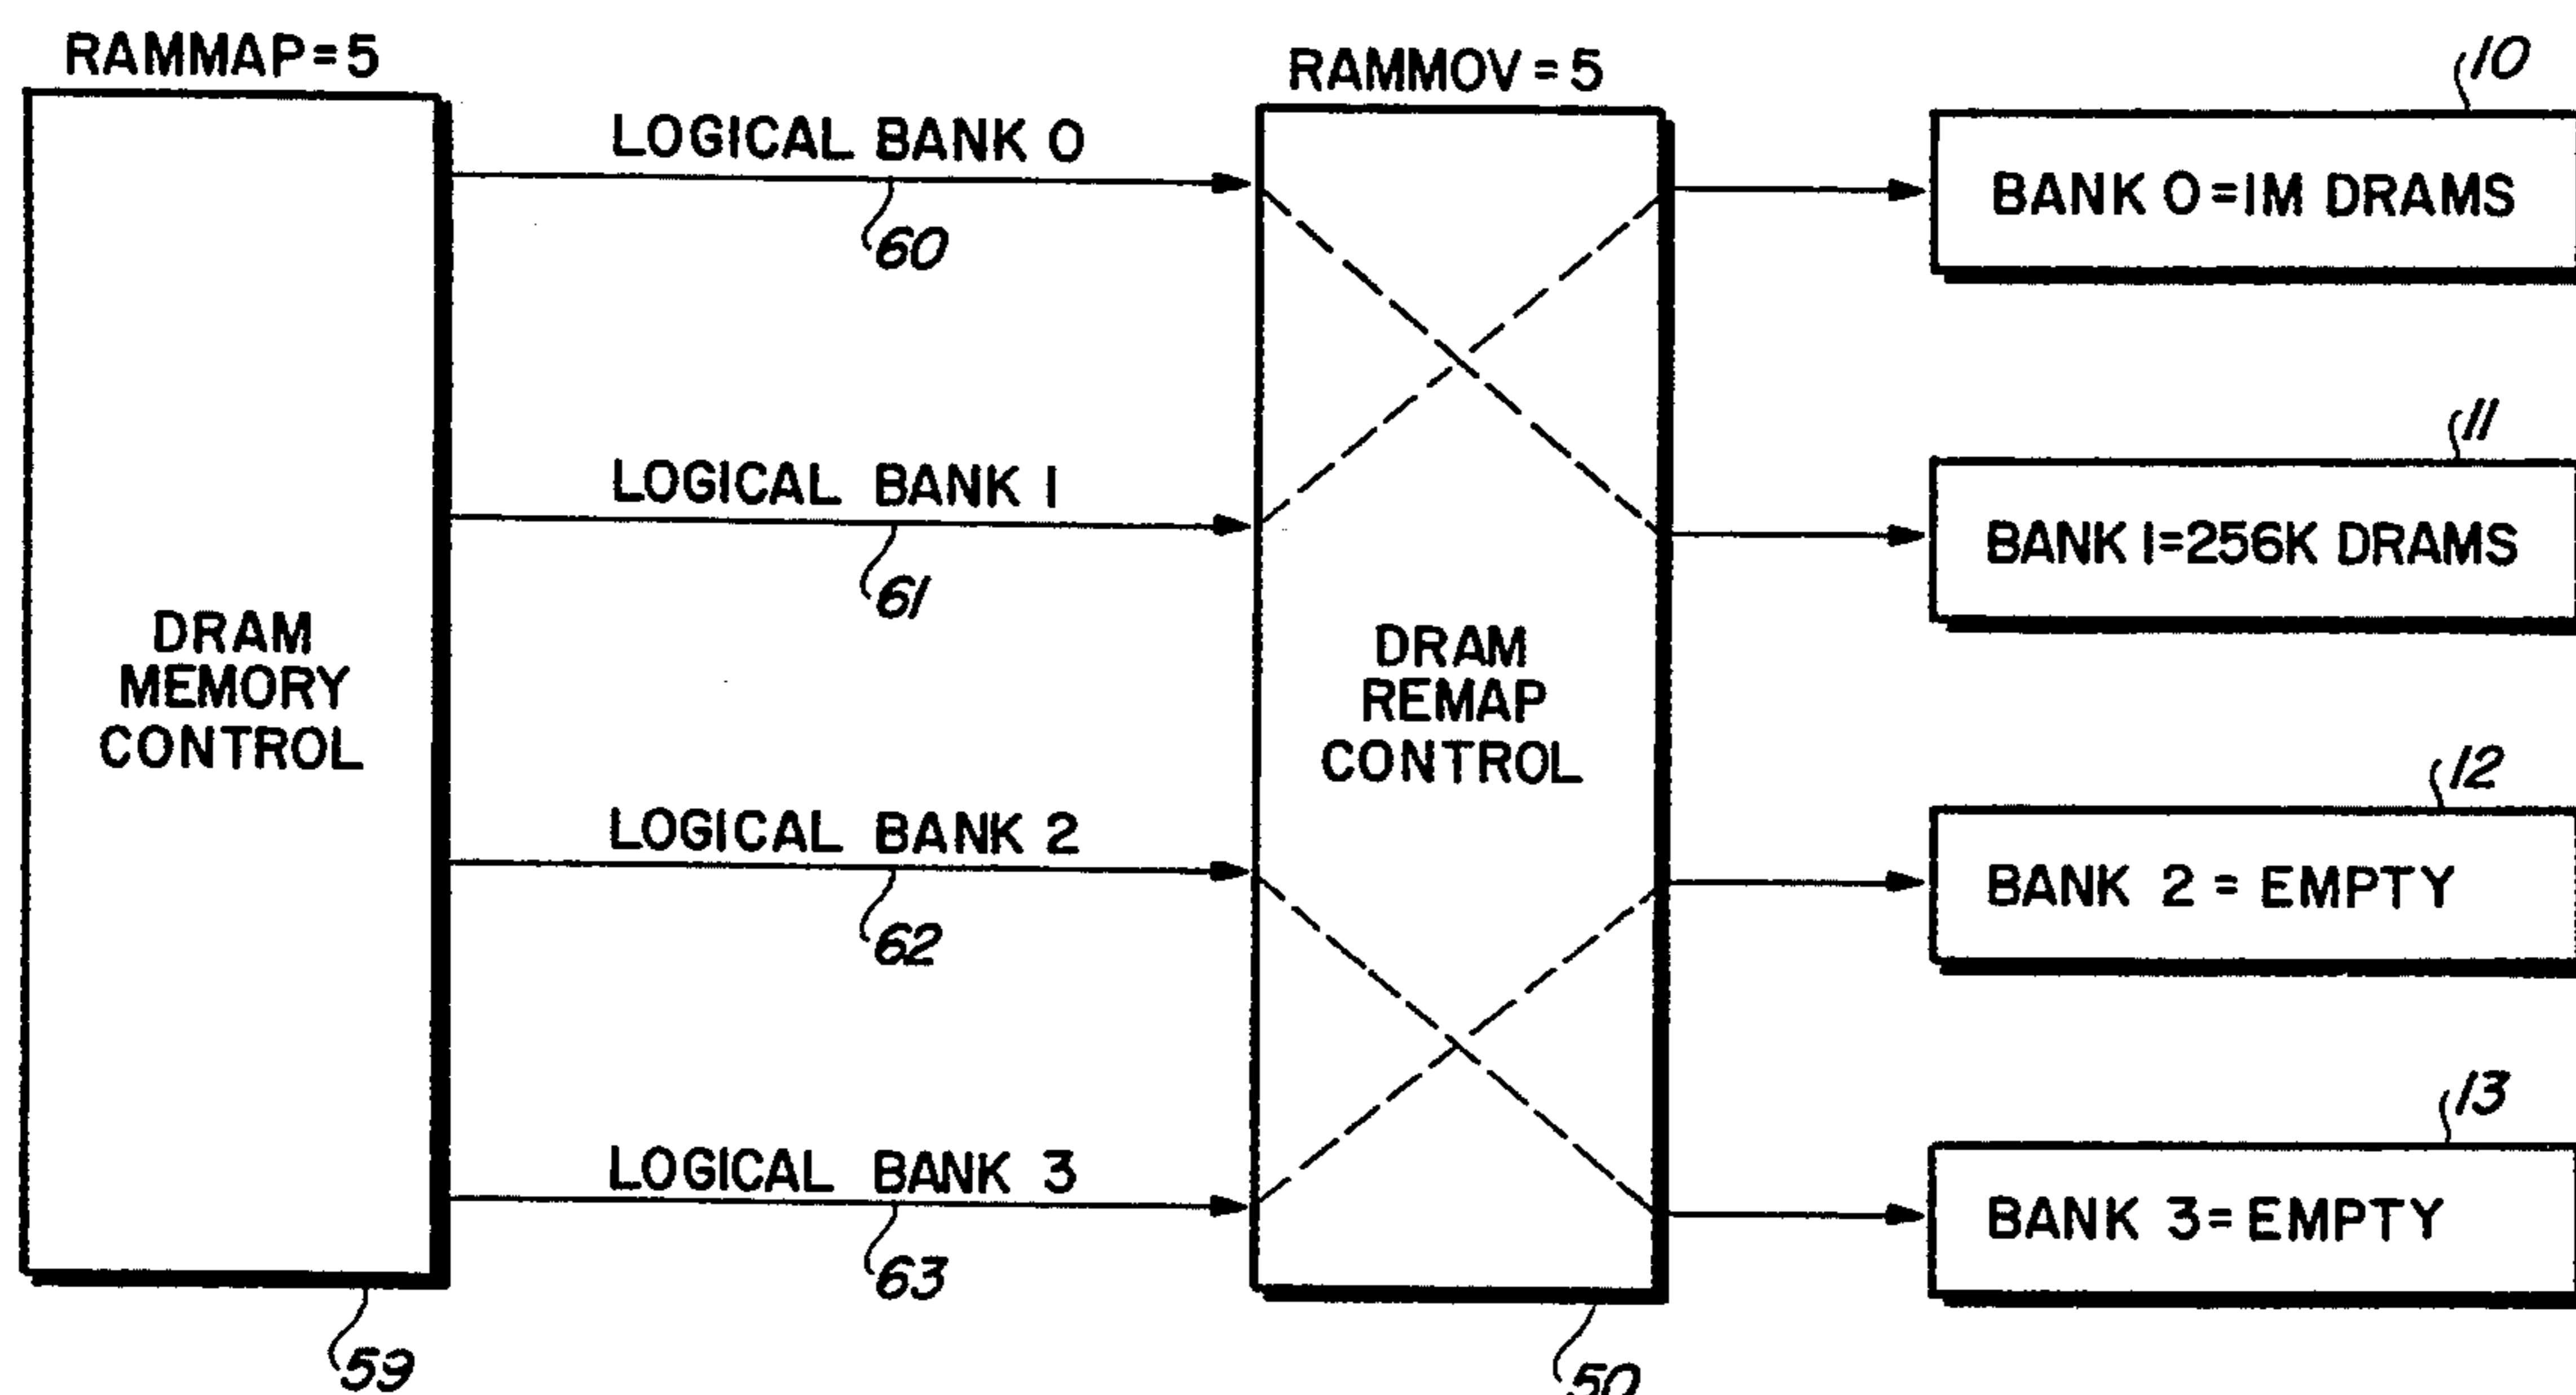 RAMMAP=5
DRAM
MEMORY
CONTROL
59
LOGICAL BANK 0
60
LOGICAL BANK 1
61
LOGICAL BANK 2
62
LOGICAL BANK 3
63
RAMMOV=5
DRAM
REMAP
CONTROL
50
10
BANK 0=1M DRAMS
11
BANK 1=256K DRAMS
12
BANK 2 = EMPTY
13
BANK 3=EMPTY